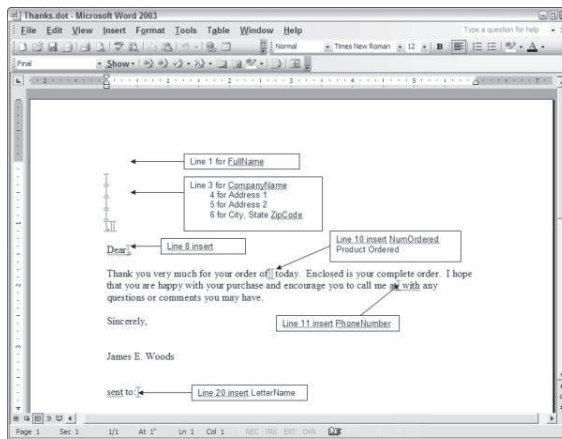 Thanks.dot - Microsoft Word 2003
File Edit View Insert Format Tools Table Window Help Type a question for help
Normal Times New Roman 12 B A
Final Show
Line 1 for FullName
Line 3 for CompanyName
4 for Address 1
5 for Address 2
6 for City, State ZipCode
Dear Line 8 insert
Line 10 insert NumOrdered
Product Ordered
Thank you very much for your order of today. Enclosed is your complete order. I hope
that you are happy with your purchase and encourage you to call me at with any
questions or comments you may have.
Sincerely,
Line 11 insert PhoneNumber
James E. Woods
sent to: Line 20 insert LetterName
Page 1 Sec 1 1/1 At 1" Ln 1 Col 1 REC TRK EXT OVR